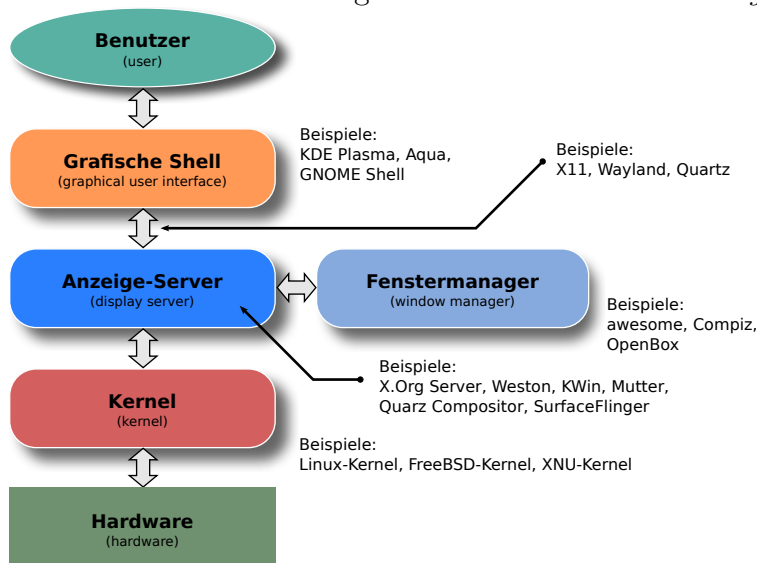 Benutzer
(user)
Grafische Shell
(graphical user interface)
Beispiele:
KDE Plasma, Aqua,
GNOME Shell
Beispiele:
X11, Wayland, Quartz
Anzeige-Server
(display server)
Fenstermanager
(window manager)
Beispiele:
awesome, Compiz,
OpenBox
Beispiele:
X.Org Server, Weston, KWin, Mutter,
Quarz Compositor, SurfaceFlinger
Kernel
(kernel)
Beispiele:
Linux-Kernel, FreeBSD-Kernel, XNU-Kernel
Hardware
(hardware)